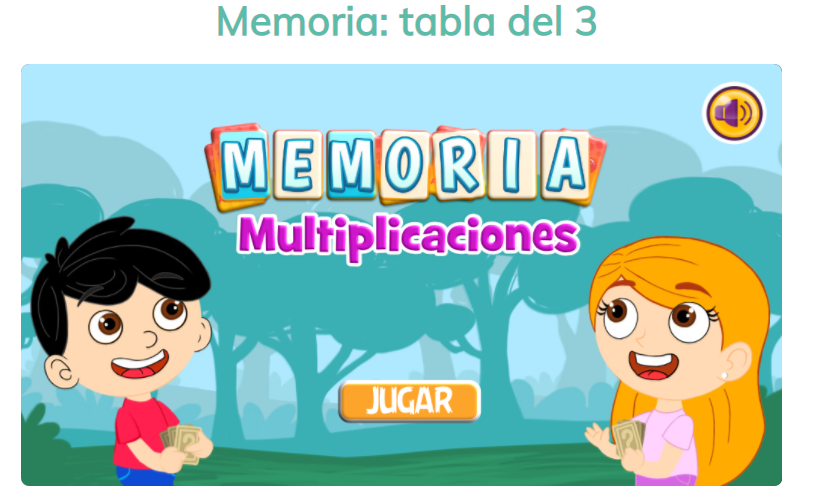 Memoria: tabla del 3
MEMORIA
Multiplicaciones
JUGAR